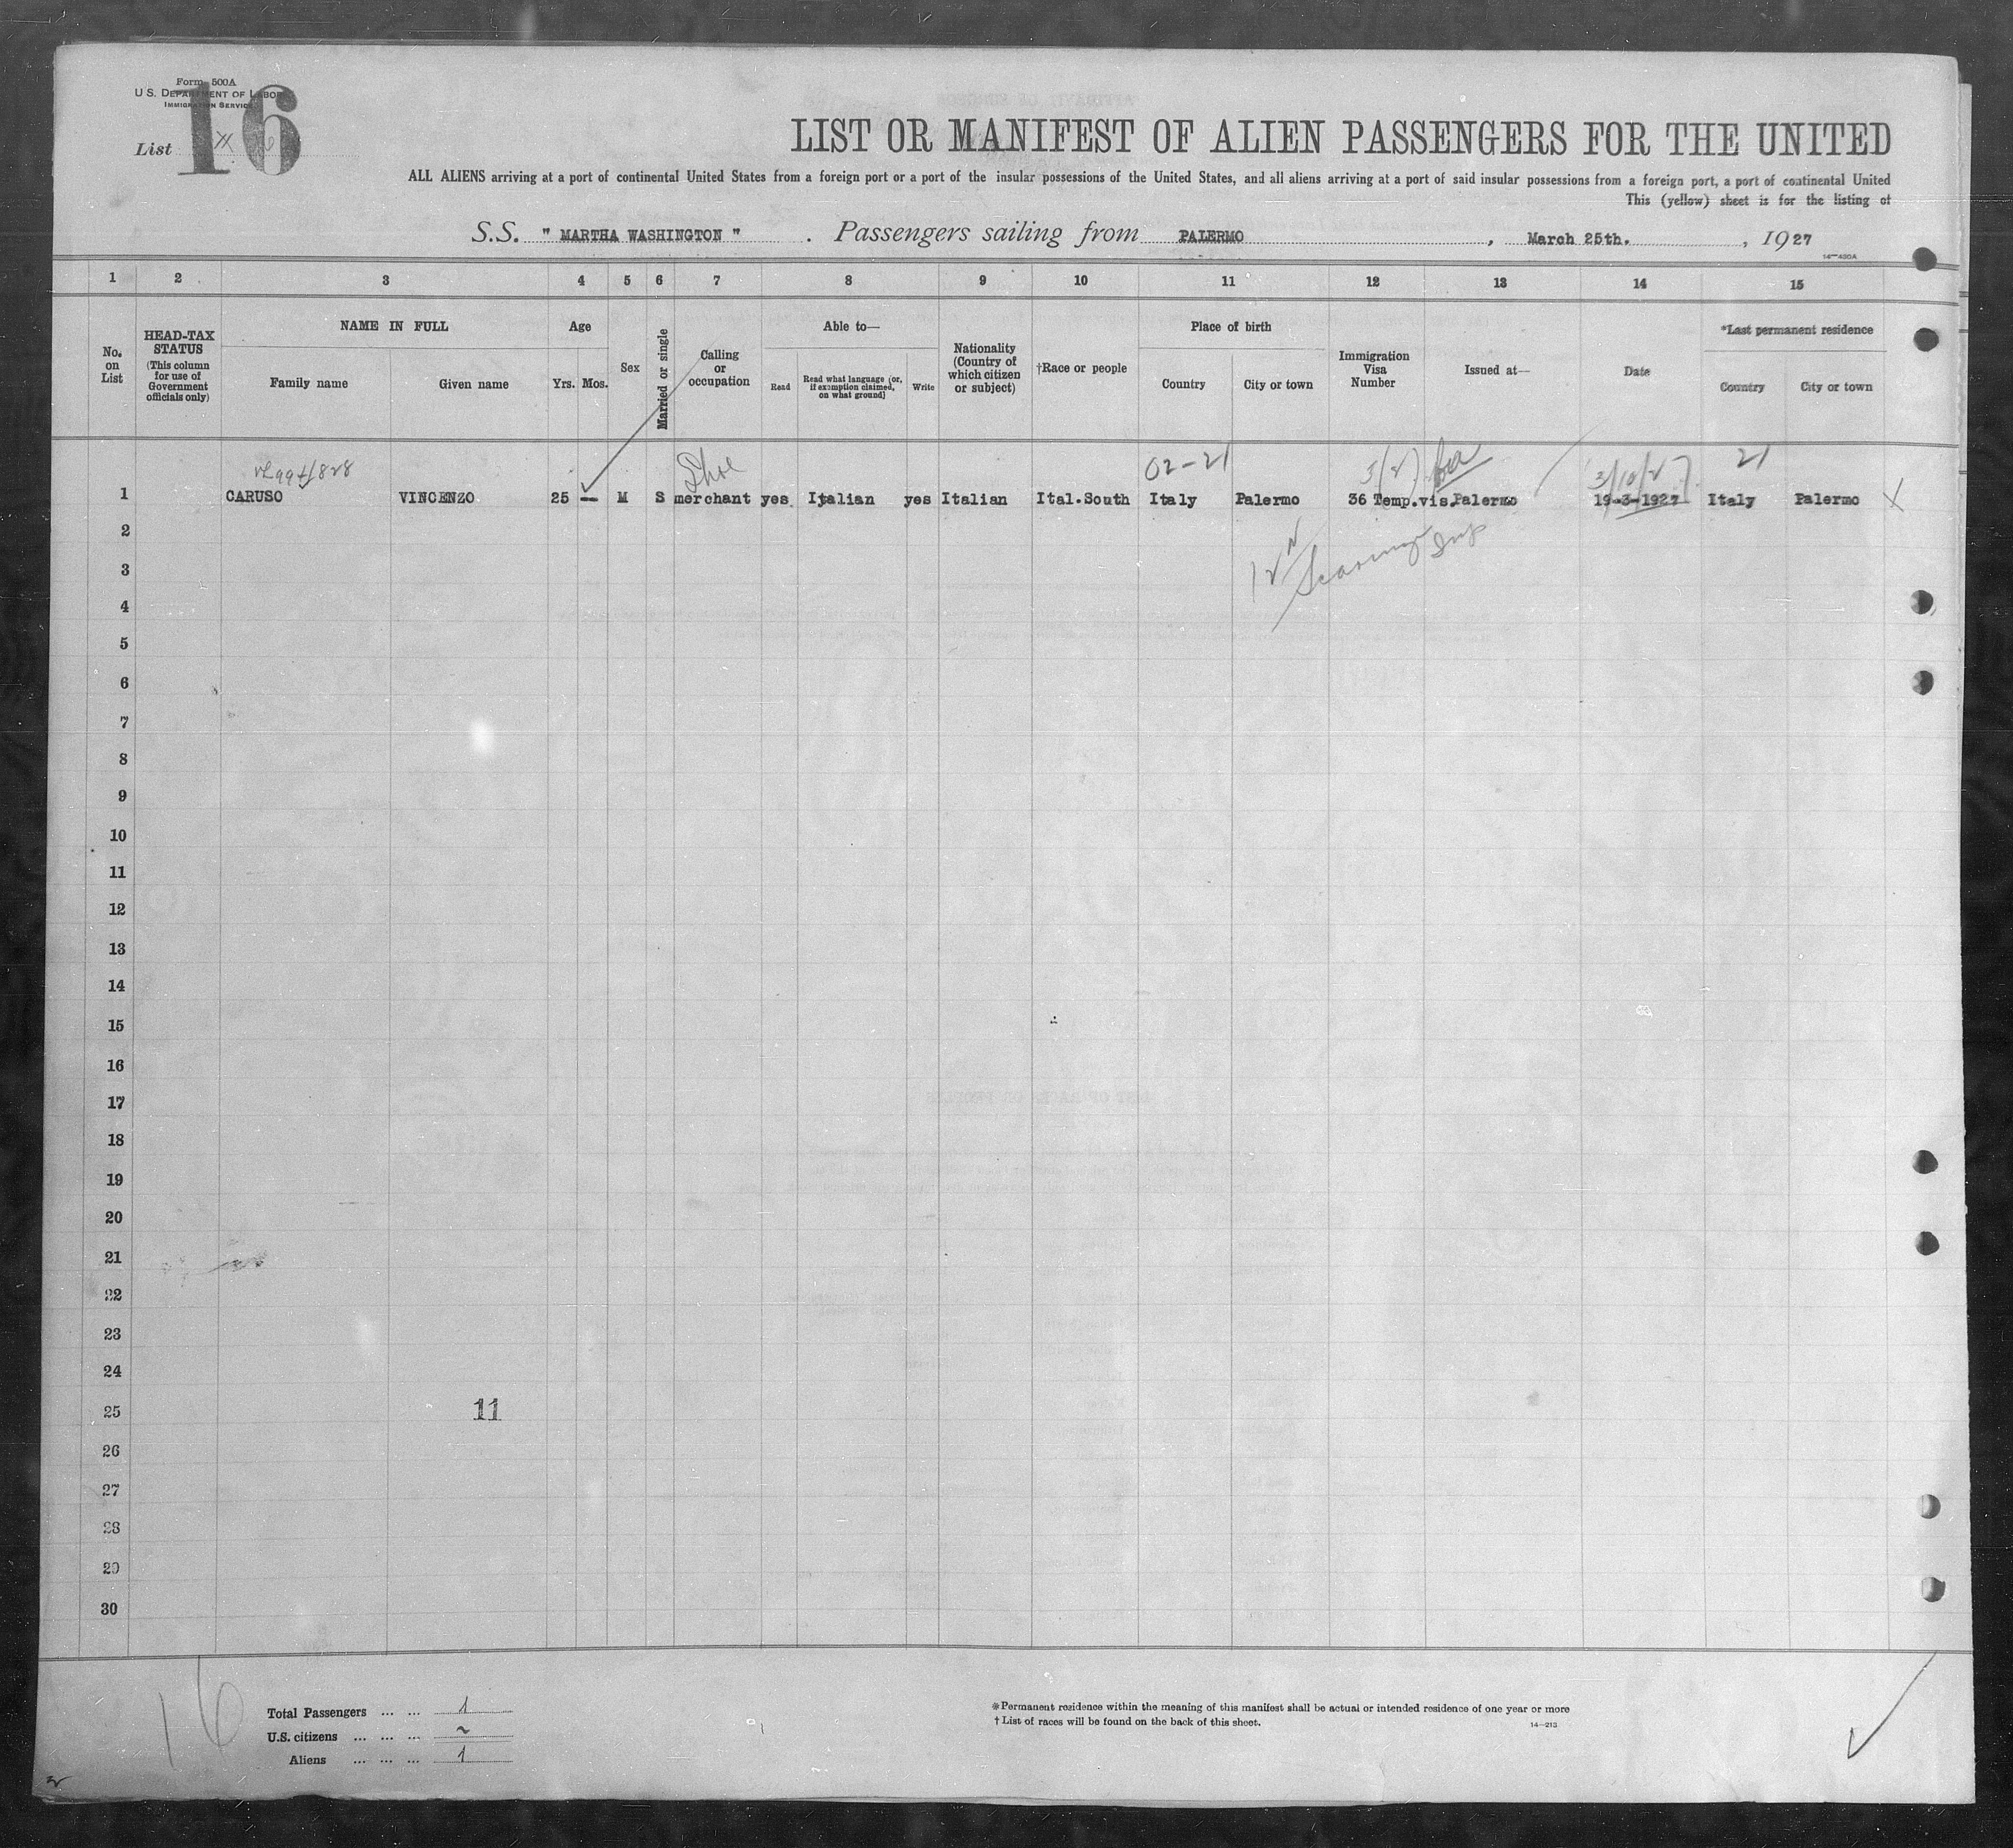 Form 500A
U.S. DEPARTMENT OF LABOR
IMMIGRATION SERVICE
List
16
LIST OR MANIFEST OF ALIEN PASSENGERS FOR THE UNITED
ALL ALIENS arriving at a port of continental United States from a foreign port or a port of the insular possessions of the United States, and all aliens arriving at a port of said insular possessions from a foreign port, a port of continental United
This (yellow) sheet is for the listing of
S.S. " MARTHA WASHINGTON " . Passengers sailing from PALERMO , March 25th. , 1927
14—430A
1 2 3 4 5 6 7 8 9 10 11 12 13 14 15
No. on List
HEAD-TAX STATUS
(This column for use of Government officials only)
NAME IN FULL
Family name
Given name
Age
Yrs. Mos.
Sex
Married or single
Calling or occupation
Able to—
Read
Read what language (or, if exemption claimed, on what ground)
Write
Nationality (Country of which citizen or subject)
†Race or people
Place of birth
Country
City or town
Immigration Visa Number
Issued at—
Date
*Last permanent residence
Country
City or town
Shoe 02-21 21
1 CARUSO VINCENZO 25 — M S merchant yes Italian yes Italian Ital.South Italy Palermo 36 Temp.vis. Palermo 19-3-1927 Italy Palermo X
2
3
4
5
6
7
8
9
10
11
12
13
14
15
16
17
18
19
20
21
22
23
24
25 11
26
27
28
29
30
16
Total Passengers ... ... 1
U.S. citizens ... ... ... ~
Aliens ... ... ... 1
*Permanent residence within the meaning of this manifest shall be actual or intended residence of one year or more
† List of races will be found on the back of this sheet.
14—213